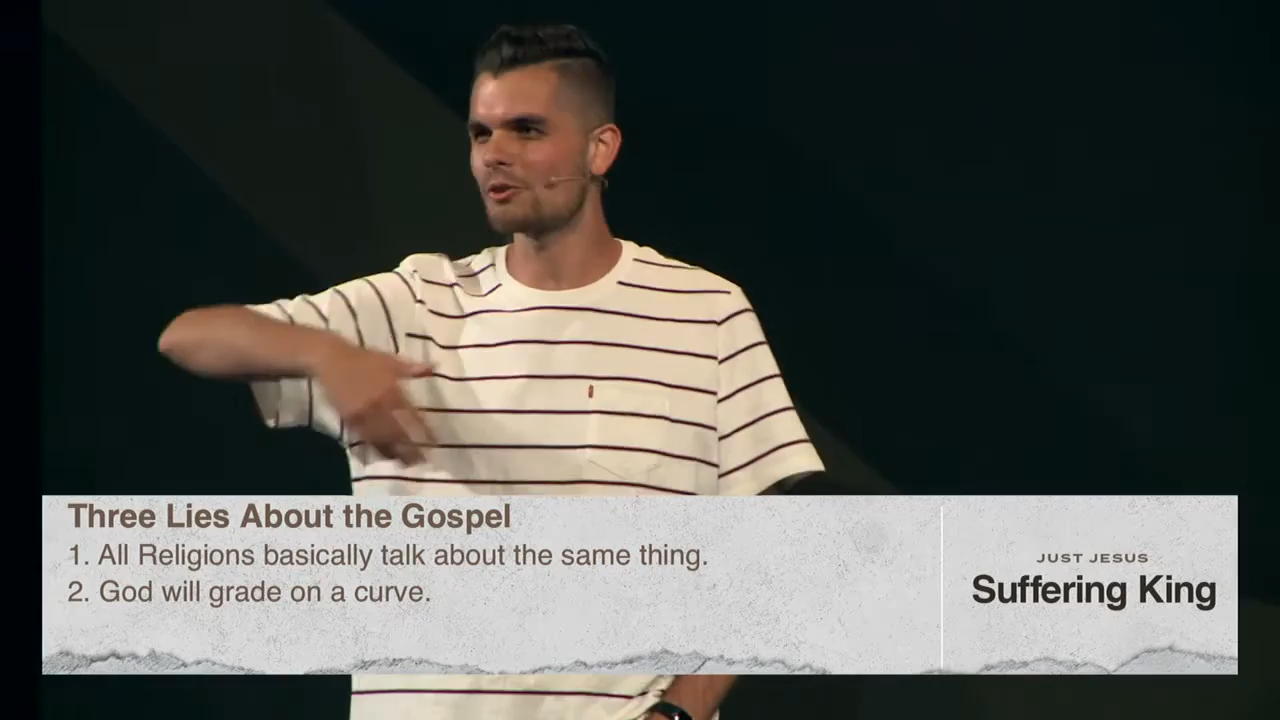 Three Lies About the Gospel
1. All Religions basically talk about the same thing.
2. God will grade on a curve.
JUST JESUS
Suffering King